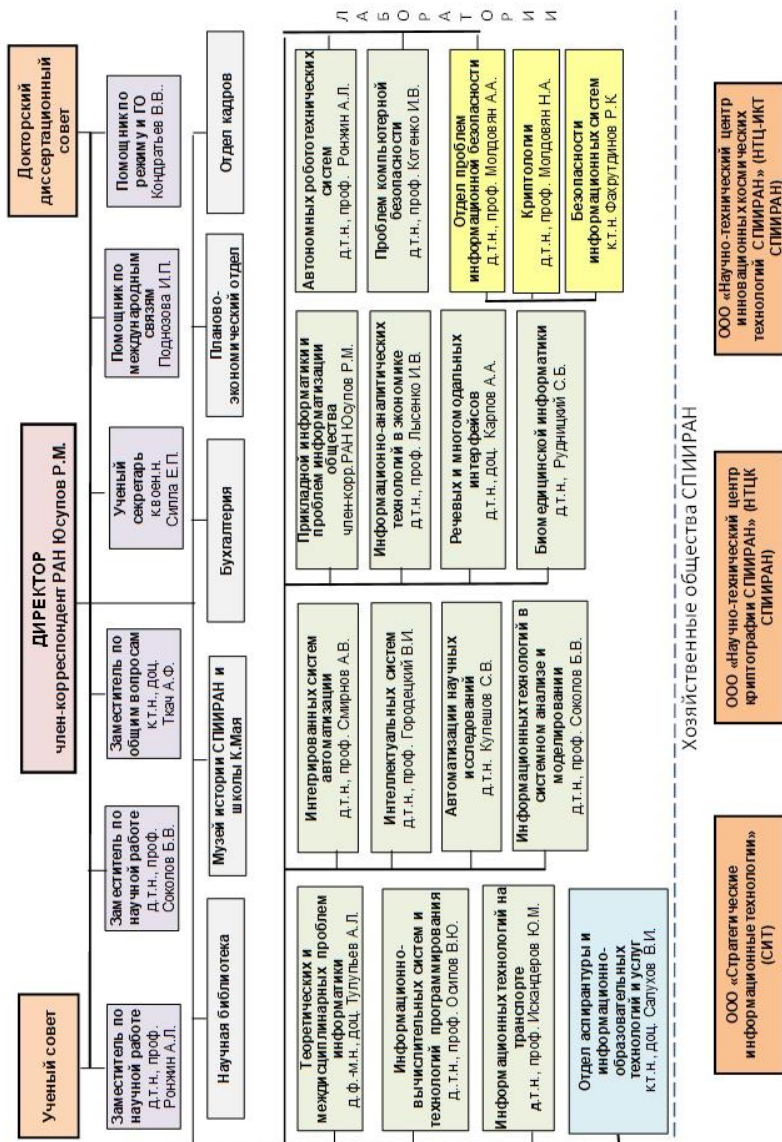 Ученый совет
ДИРЕКТОР
член-корреспондент РАН Юсупов Р.М.
Докторский
диссертационный
совет
Заместитель по
научной работе
д.т.н., проф.
Ронжин А.Л.
Заместитель по
научной работе
д.т.н., проф.
Соколов Б.В.
Заместитель по
общим вопросам
к.т.н., доц.
Ткач А.Ф.
Ученый
секретарь
к.воен.н.
Силла Е.П.
Помощник по
международным
связям
Поднозова И.П.
Помощник по
режиму и ГО
Кондратьев В.В..
Научная библиотека
Музей истории СПИИРАН и
школы К.Мая
Бухгалтерия
Планово-
экономический отдел
Отдел кадров
Теоретических и
междисциплинарных проблем
информатики
д.ф.-м.н., доц. Тулупьев А.Л.
Информационно-
вычислительных систем и
технологий программирования
д..т.н., проф. Осипов В.Ю.
Информационных технологий на
транспорте
д.т.н., проф. Искандеров Ю.М.
Отдел аспирантуры и
информационно-
образовательных
технологий и услуг
к.т.н., доц. Салухов В.И.
Интегрированных систем
автоматизации
д.т.н., проф. Смирнов А.В.
Интеллектуальных систем
д.т.н., проф. Городецкий В.И.
Автоматизации научных
исследований
д.т.н. Кулешов С.В.
Информационных технологий в
системном анализе и
моделировании
д.т.н., проф. Соколов Б.В.
Прикладной информатики и
проблем информатизации
общества
член-корр. РАН Юсупов Р.М.
Информационно-аналитических
технологий в экономике
д.т.н., проф. Лысенко И.В.
Речевых и многомодальных
интерфейсов
д.т.н., доц. Карпов А.А.
Биомедицинской информатики
д.т.н., Рудницкий С.Б.
Автономных робототехнических
систем
д.т.н., проф. Ронжин А.Л.
Проблем компьютерной
безопасности
д.т.н., проф. Котенко И.В.
Отдел проблем
информационной безопасности
д.т.н., проф. Молдовян А.А.
Криптологии
д.т.н., проф. Молдовян Н.А.
Безопасности
информационных систем
к.т.н. Фахрутдинов Р.К.
ЛАБОРАТОРИИ
Хозяйственные общества СПИИРАН
ООО «Стратегические
информационные технологии»
(СИТ)
ООО «Научно-технический центр
криптографии СПИИРАН» (НТЦК
СПИИРАН)
ООО «Научно-технический центр
инновационных космических
технологий СПИИРАН» (НТЦ-ИКТ
СПИИРАН)